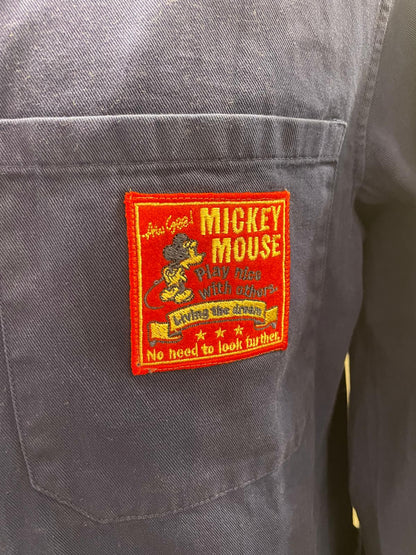 Aw Gee!
MICKEY
MOUSE
Play nice
with others.
Living the dream
No need to look further.